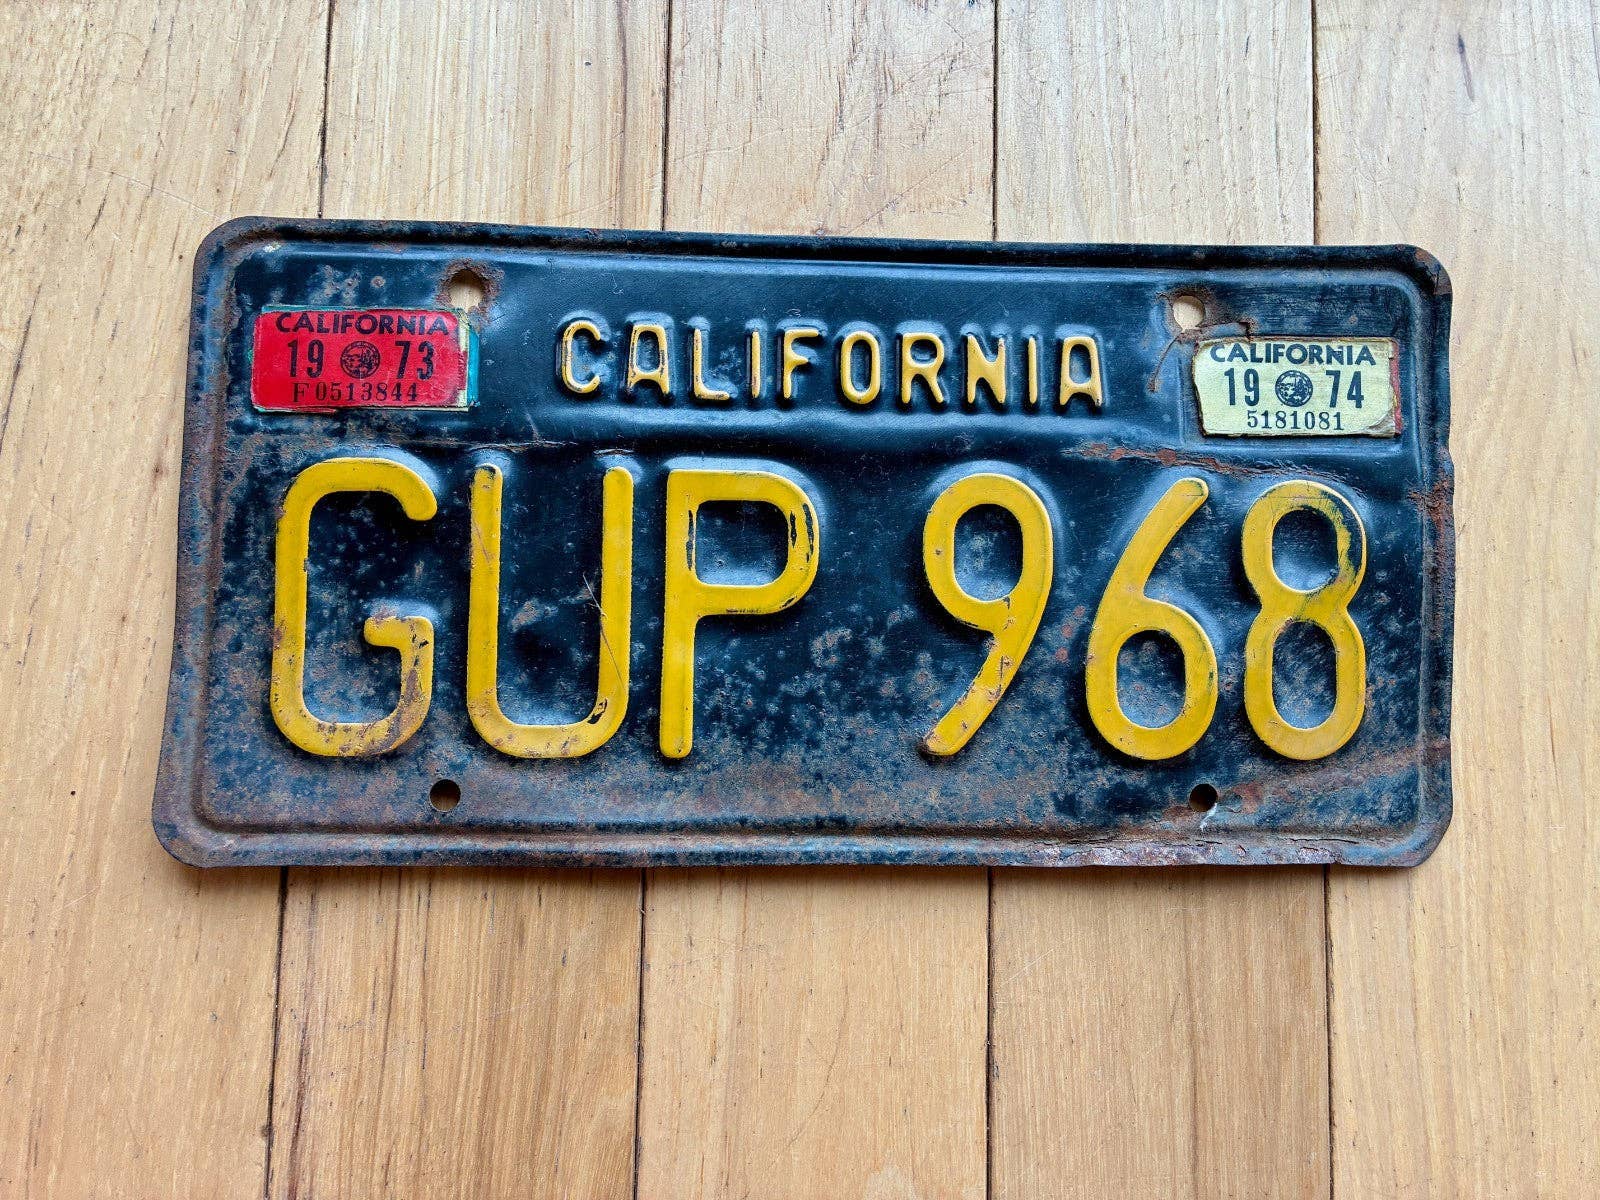 CALIFORNIA
19 73
F0513844
CALIFORNIA
CALIFORNIA
19 74
5181081
GUP 968